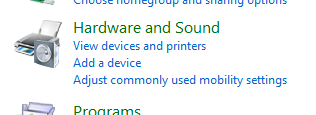 Choose homegroup and sharing options
Hardware and Sound
View devices and printers
Add a device
Adjust commonly used mobility settings
Programs